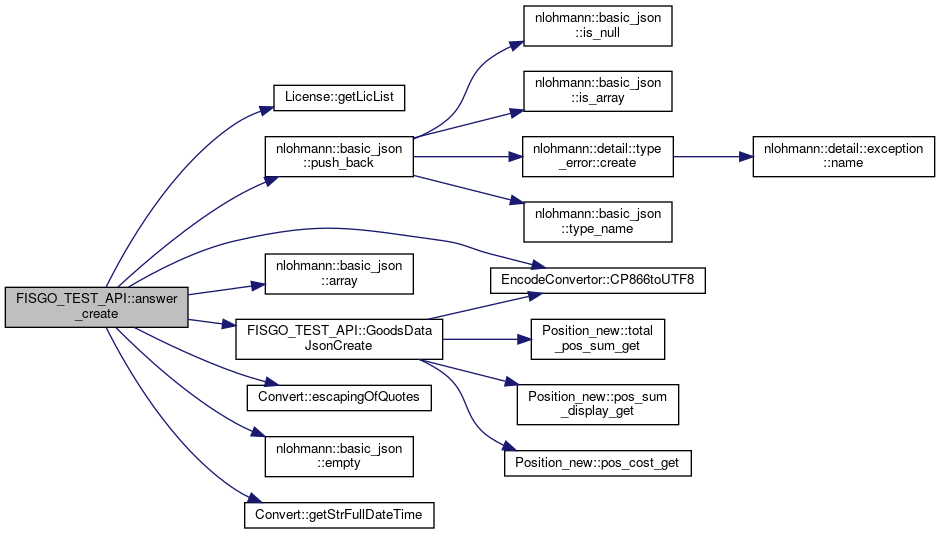 FISGO_TEST_API::answer
_create
License::getLicList
nlohmann::basic_json
::push_back
nlohmann::basic_json
::array
FISGO_TEST_API::GoodsData
JsonCreate
Convert::escapingOfQuotes
nlohmann::basic_json
::empty
Convert::getStrFullDateTime
nlohmann::basic_json
::is_null
nlohmann::basic_json
::is_array
nlohmann::detail::type
_error::create
nlohmann::basic_json
::type_name
EncodeConvertor::CP866toUTF8
Position_new::total
_pos_sum_get
Position_new::pos_sum
_display_get
Position_new::pos_cost_get
nlohmann::detail::exception
::name